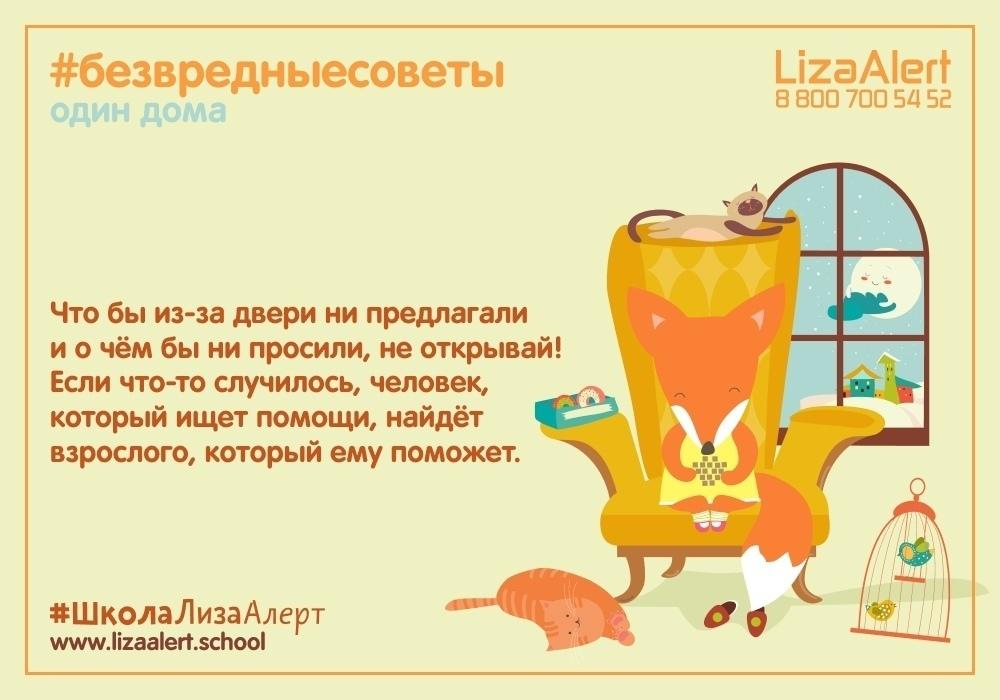 #безвредныесоветы
один дома
LizaAlert
8 800 700 54 52
Что бы из-за двери ни предлагали
и о чём бы ни просили, не открывай!
Если что-то случилось, человек,
который ищет помощи, найдёт
взрослого, который ему поможет.
#ШколаЛизаАлерт
www.lizaalert.school